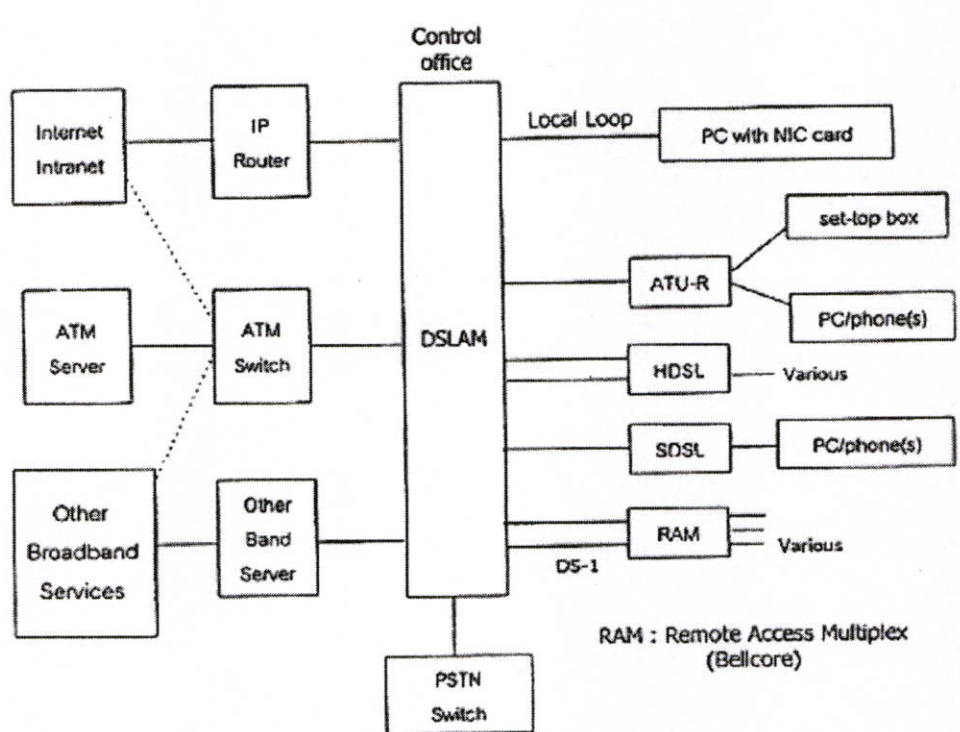 Control
office
Internet
Intranet
IP
Router
Local Loop
PC with NIC card
set-top box
ATU-R
PC/phone(s)
ATM
Server
ATM
Switch
DSLAM
HDSL
Various
SDSL
PC/phone(s)
Other
Broadband
Services
Other
Band
Server
RAM
Various
DS-1
RAM : Remote Access Multiplex
(Bellcore)
PSTN
Switch